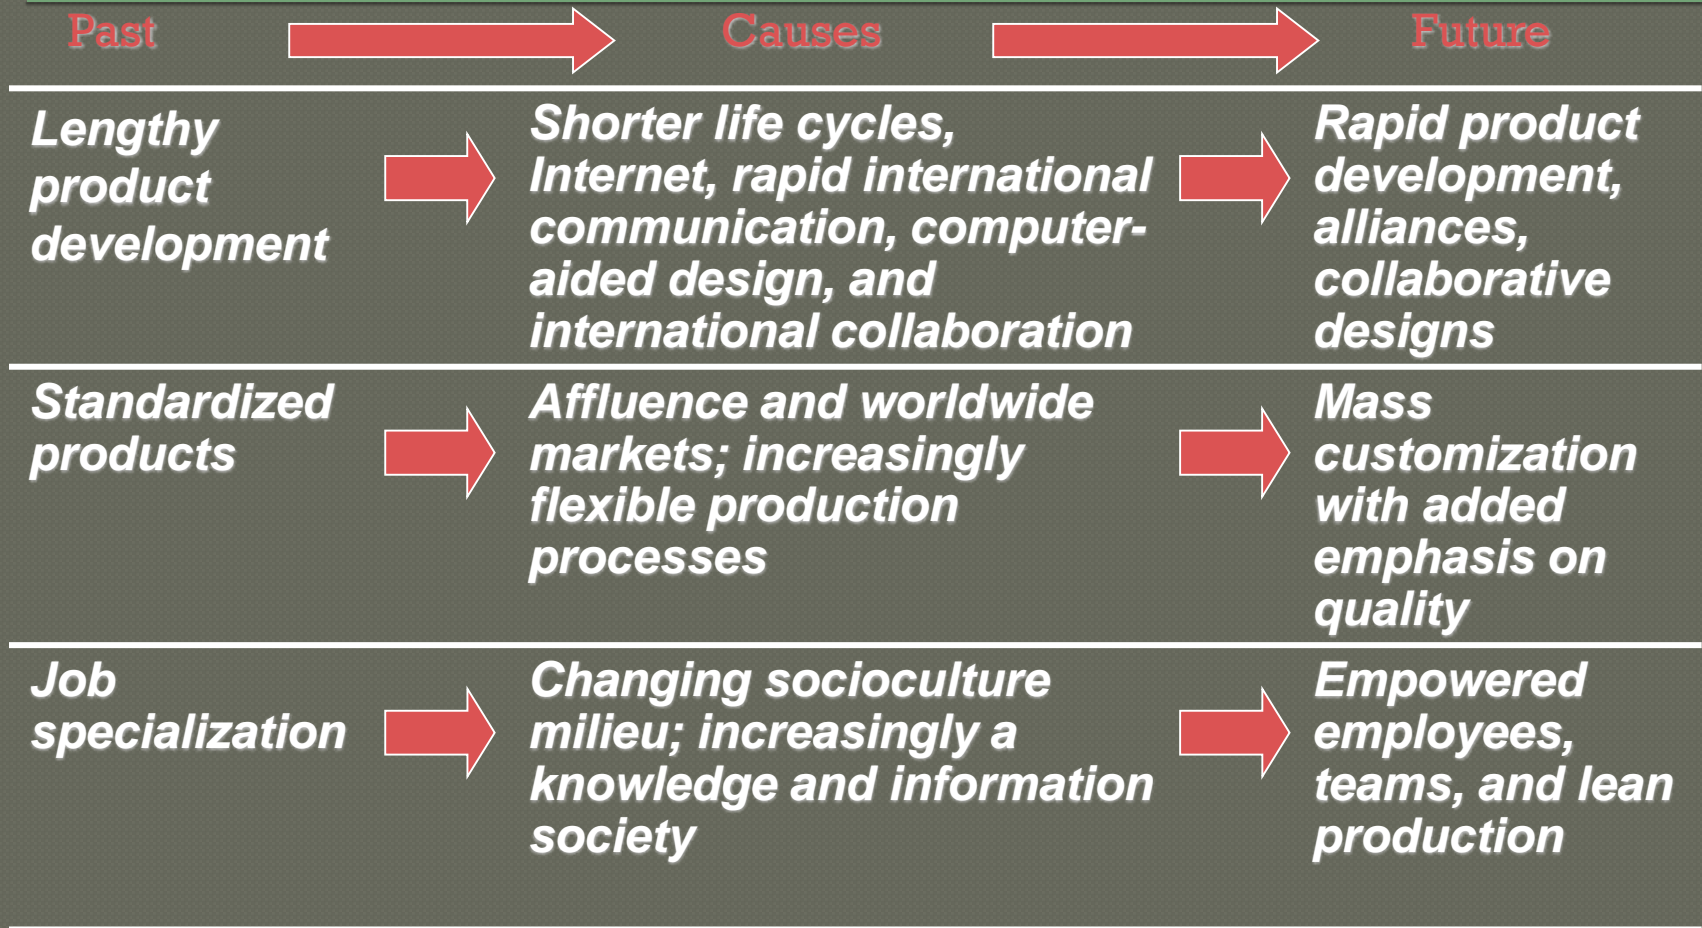 Past
Causes
Future
Lengthy
product
development
Shorter life cycles,
Internet, rapid international
communication, computer-
aided design, and
international collaboration
Rapid product
development,
alliances,
collaborative
designs
Standardized
products
Affluence and worldwide
markets; increasingly
flexible production
processes
Mass
customization
with added
emphasis on
quality
Job
specialization
Changing socioculture
milieu; increasingly a
knowledge and information
society
Empowered
employees,
teams, and lean
production